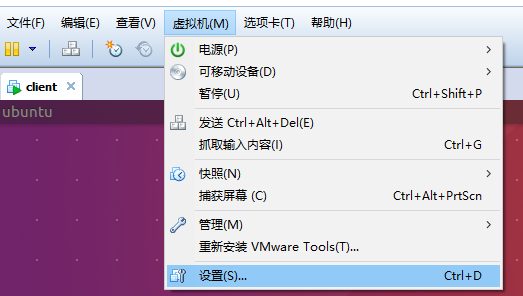 文件(F) 编辑(E) 查看(V) 虚拟机(M) 选项卡(T) 帮助(H)
client
ubuntu
电源(P)
可移动设备(D)
暂停(U) Ctrl+Shift+P
发送 Ctrl+Alt+Del(E)
抓取输入内容(I) Ctrl+G
快照(N)
捕获屏幕 (C) Ctrl+Alt+PrtScn
管理(M)
重新安装 VMware Tools(T)...
设置(S)... Ctrl+D